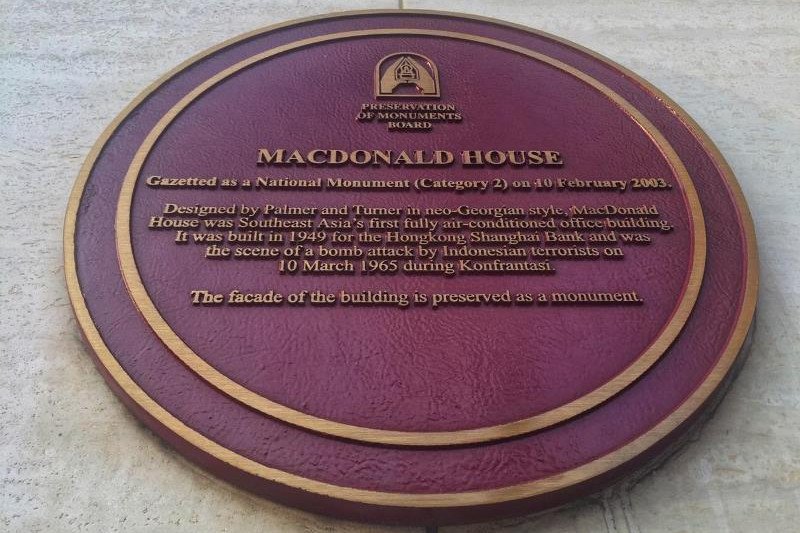 PRESERVATION
OF MONUMENTS
BOARD
MACDONALD HOUSE
Gazetted as a National Monument (Category 2) on 10 February 2003.
Designed by Palmer and Turner in neo-Georgian style, MacDonald
House was Southeast Asia's first fully air-conditioned office building.
It was built in 1949 for the Hongkong Shanghai Bank and was
the scene of a bomb attack by Indonesian terrorists on
10 March 1965 during Konfrantasi.
The facade of the building is preserved as a monument.